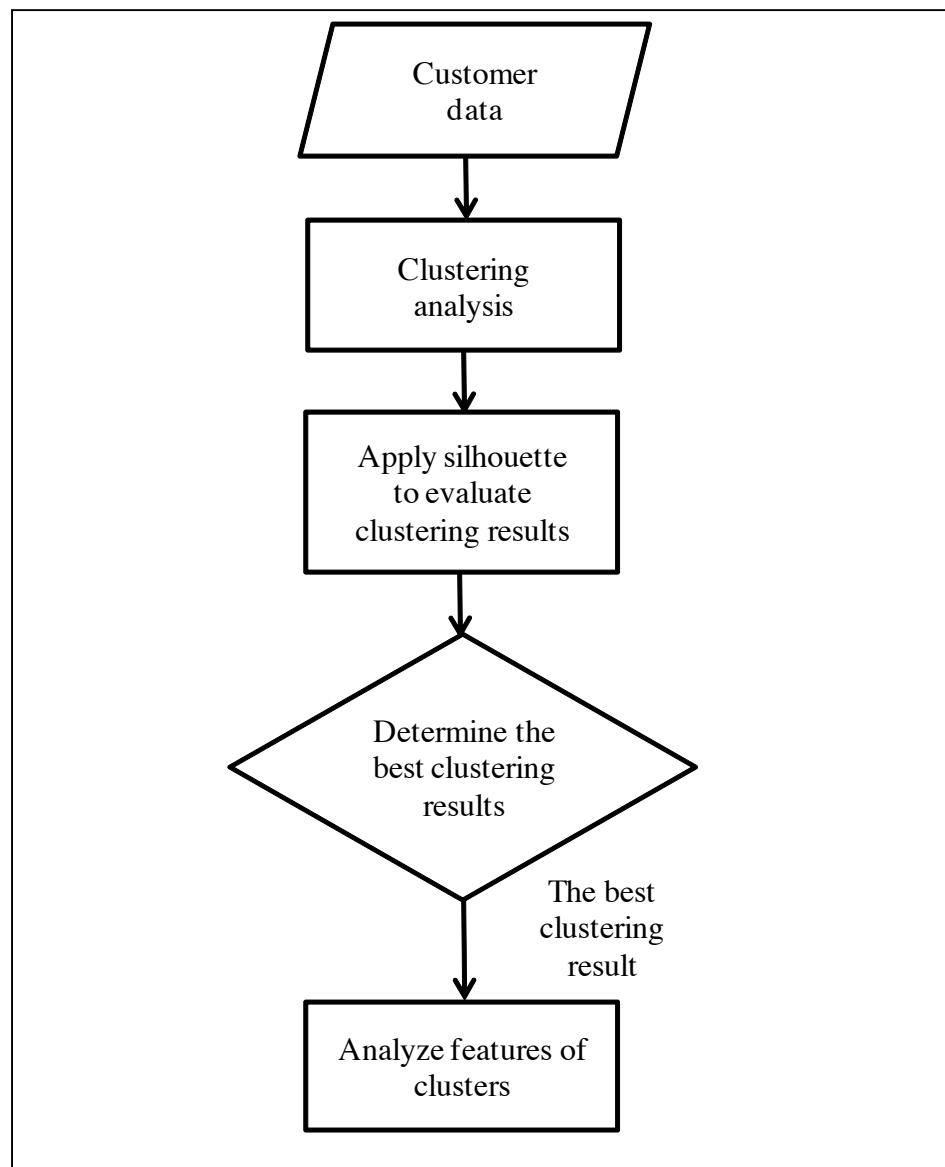 Customer
data
Clustering
analysis
Apply silhouette
to evaluate
clustering results
Determine the
best clustering
results
The best
clustering
result
Analyze features of
clusters